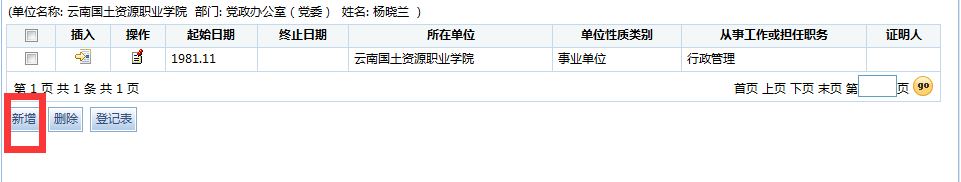 (单位名称: 云南国土资源职业学院 部门: 党政办公室（党委） 姓名: 杨晓兰 )
插入 操作 起始日期 终止日期 所在单位 单位性质类别 从事工作或担任职务 证明人
1981.11 云南国土资源职业学院 事业单位 行政管理
第 1 页 共 1 条 共 1 页 首页 上页 下页 末页 第 页 go
新增 删除 登记表